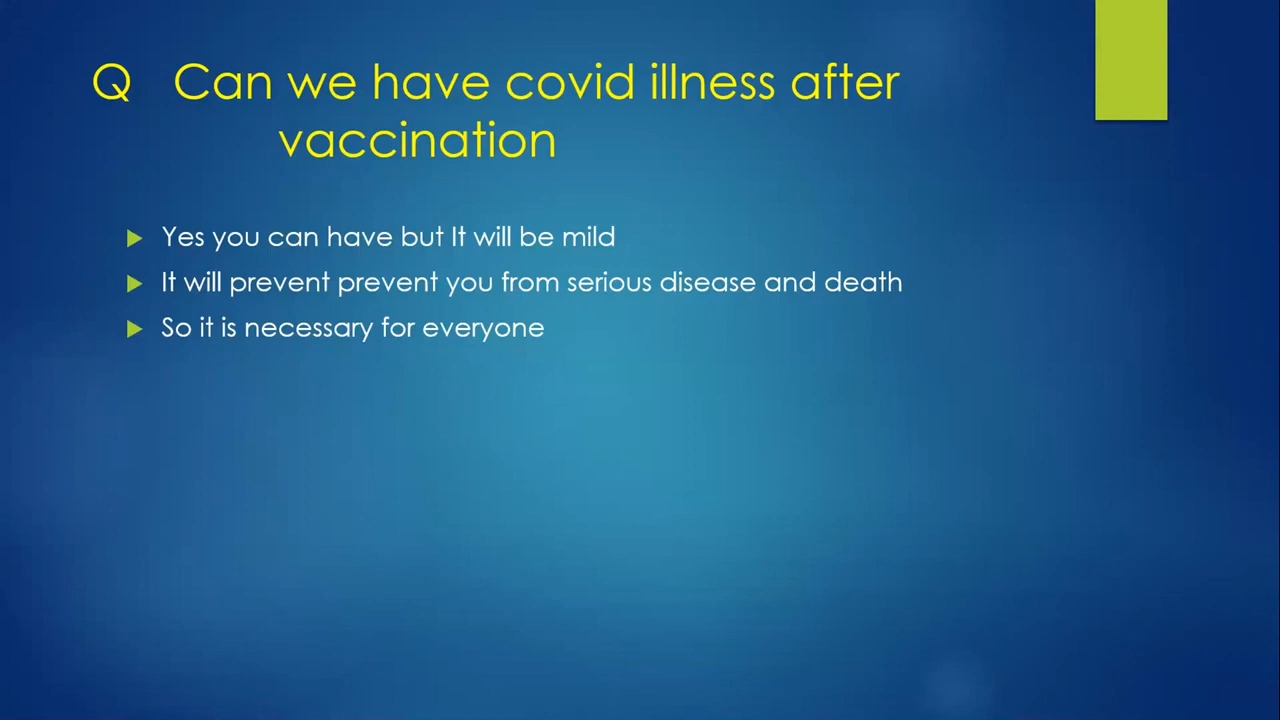 Q Can we have covid illness after
vaccination
Yes you can have but It will be mild
It will prevent prevent you from serious disease and death
So it is necessary for everyone